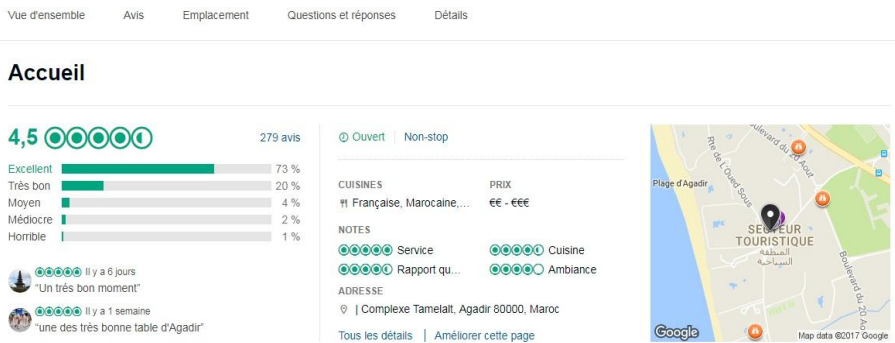 Vue d'ensemble Avis Emplacement Questions et réponses Détails
Accueil
4,5 279 avis
Excellent 73 %
Très bon 20 %
Moyen 4 %
Médiocre 2 %
Horrible 1 %
Il y a 6 jours
“Un très bon moment”
Il y a 1 semaine
“une des très bonne table d'Agadir”
Ouvert Non-stop
CUISINES PRIX
Française, Marocaine,... €€ - €€€
NOTES
Service Cuisine
Rapport qu... Ambiance
ADRESSE
| Complexe Tamelalt, Agadir 80000, Maroc
Tous les détails | Améliorer cette page
Boulevard du 20 Aout
Rte de L'Oued Souss
Plage d'Agadir
SECTEUR
TOURISTIQUE
المنطقة
السياحية
Boulevard du 20 Ao
Google Map data ©2017 Google